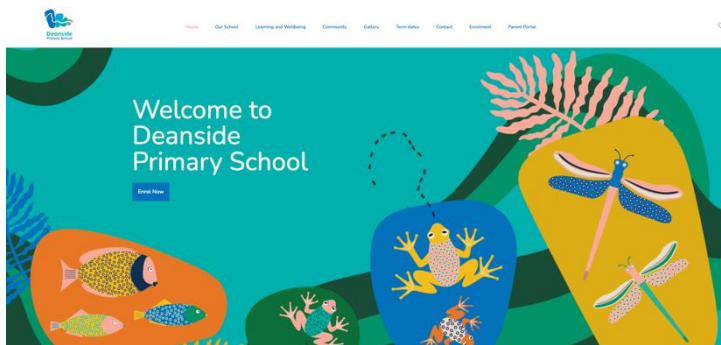 Deanside
Primary School
Home Our School Learning and Wellbeing Community Gallery Term dates Contact Enrolment Parent Portal
Welcome to
Deanside
Primary School
Enrol Now